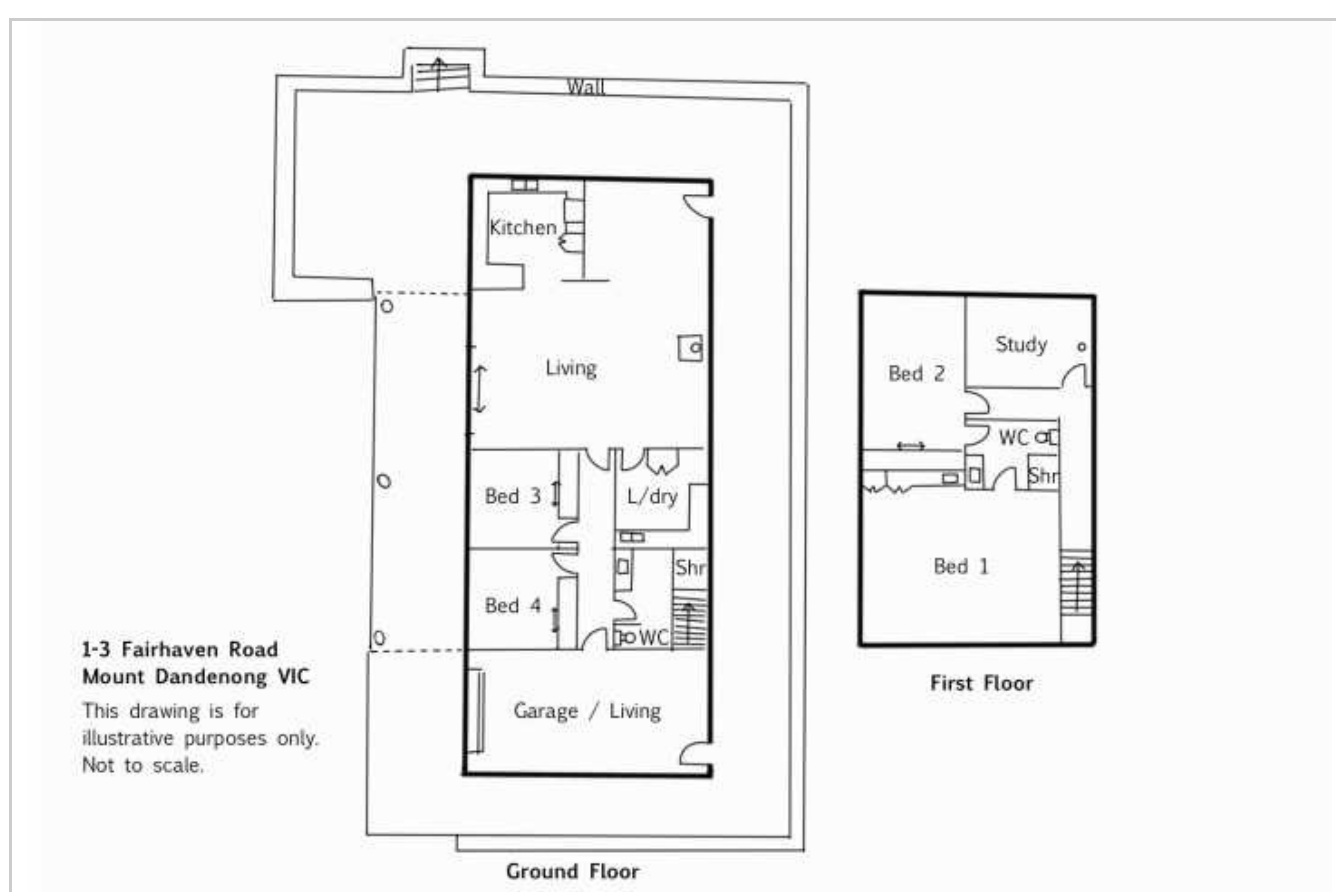 Wall
Kitchen
Living
Bed 3
L/dry
Bed 4
Shr
WC
Garage / Living
Ground Floor
Bed 2
Study
WC
Shr
Bed 1
First Floor
1-3 Fairhaven Road
Mount Dandenong VIC
This drawing is for
illustrative purposes only.
Not to scale.